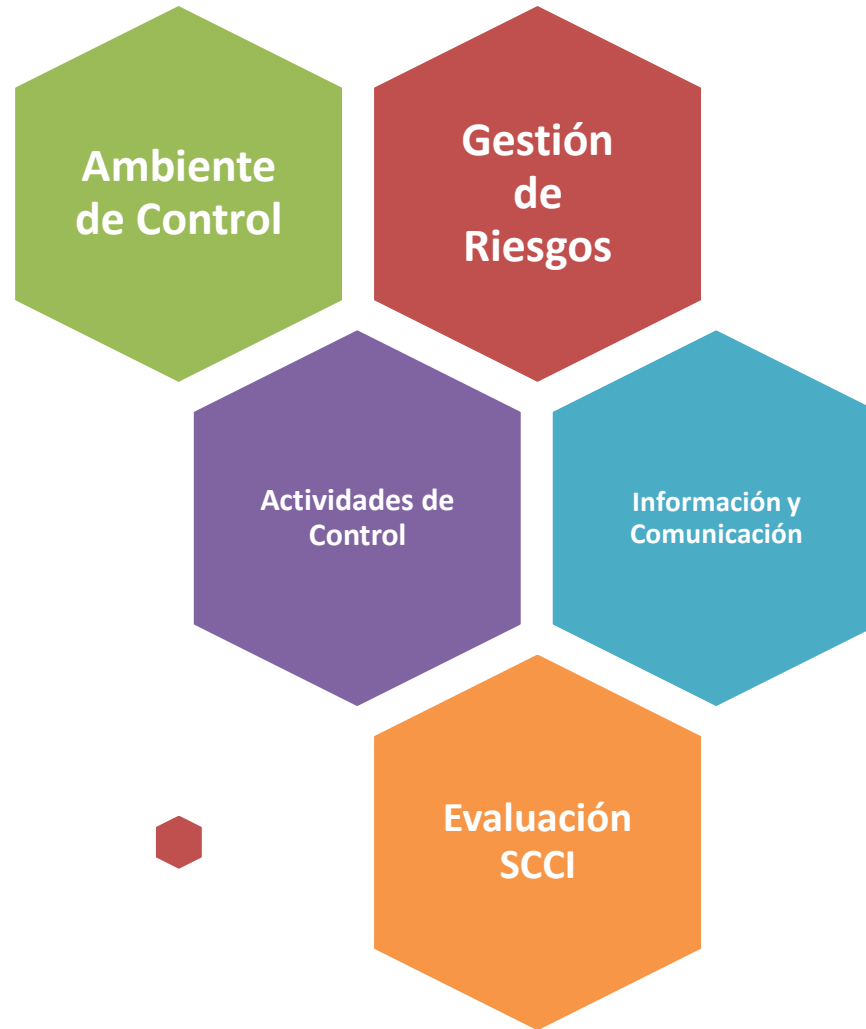 Ambiente
de Control
Gestión
de
Riesgos
Actividades de
Control
Información y
Comunicación
Evaluación
SCCI